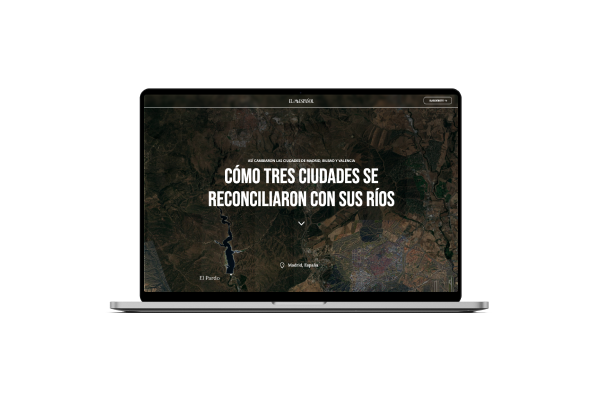 EL ESPAÑOL
ASÍ CAMBIARON LAS CIUDADES DE MADRID, BILBAO Y VALENCIA
CÓMO TRES CIUDADES SE
RECONCILIARON CON SUS RÍOS
Madrid, España
El Pardo